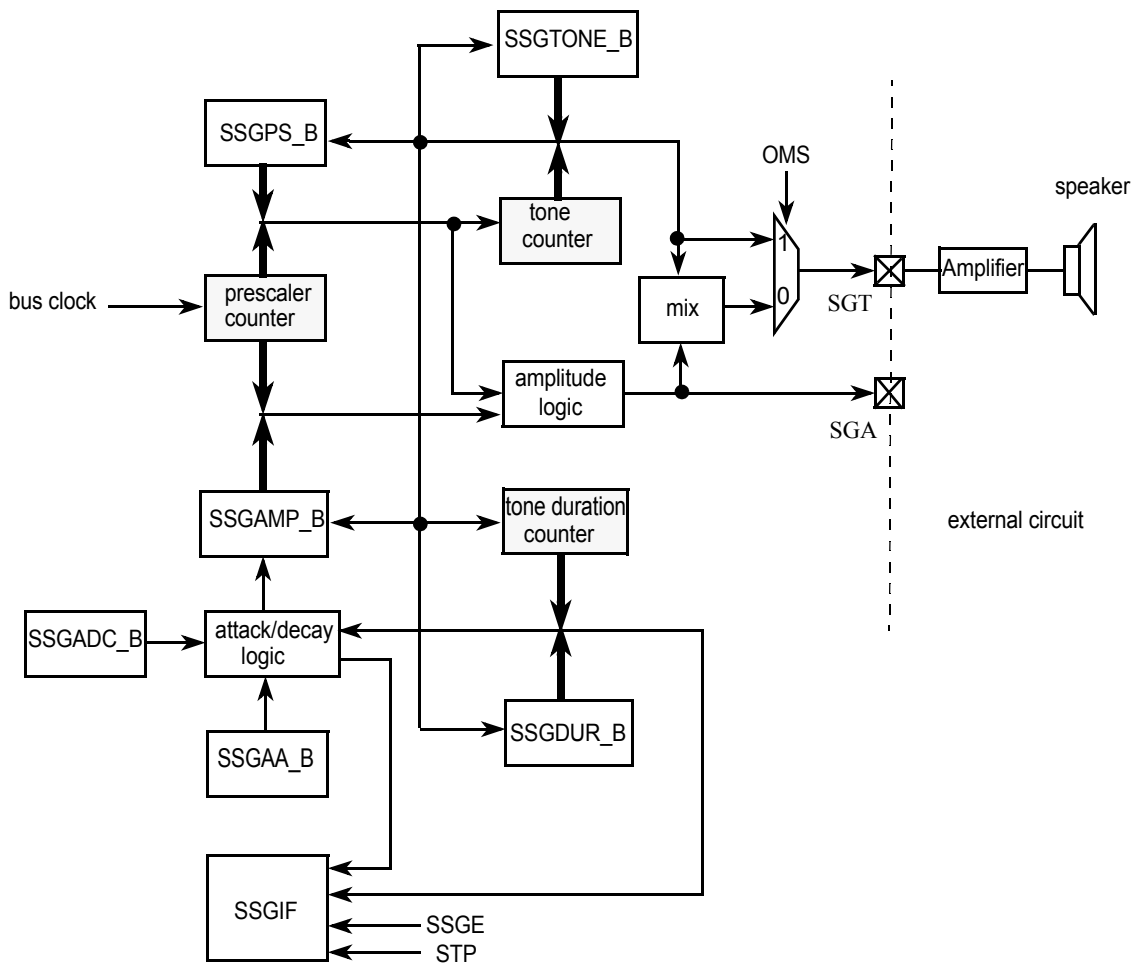 SSGTONE_B
SSGPS_B
OMS
speaker
tone
counter
1
Amplifier
bus clock
prescaler
counter
mix
0
SGT
amplitude
logic
SGA
SSGAMP_B
tone duration
counter
external circuit
SSGADC_B
attack/decay
logic
SSGDUR_B
SSGAA_B
SSGIF
SSGE
STP